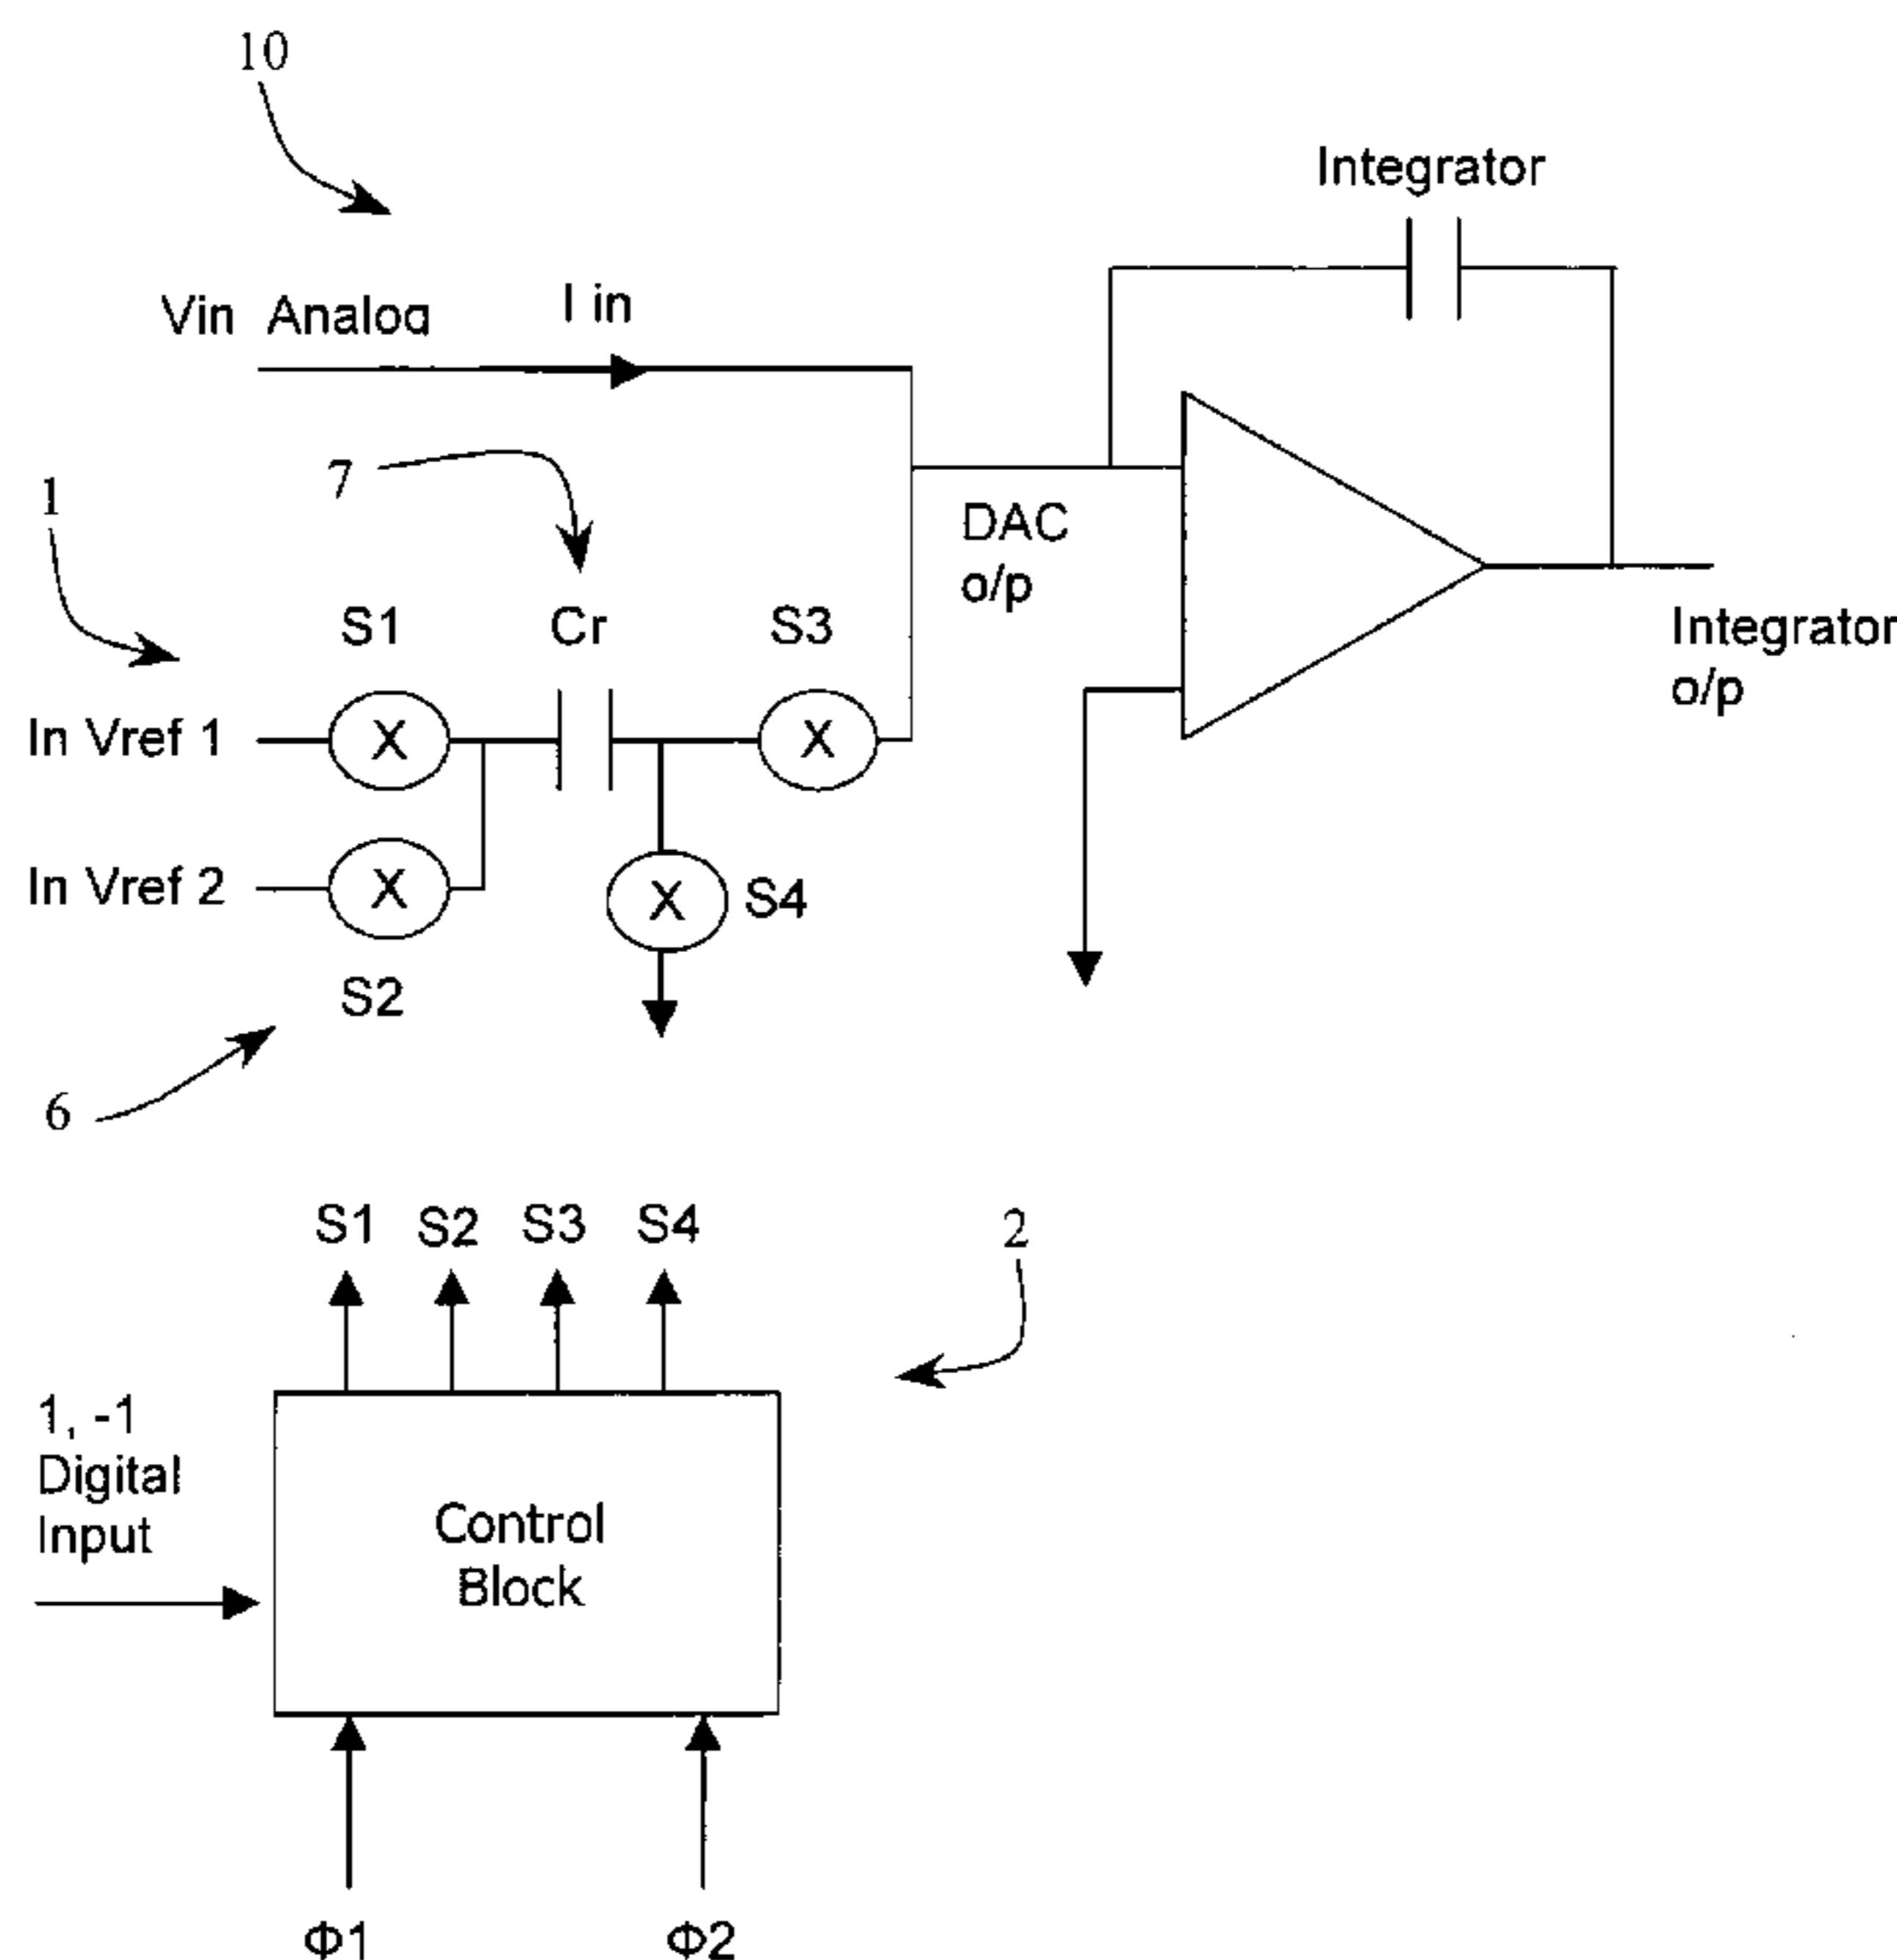 10
Integrator
Vin Analog
I in
7
1
DAC
o/p
S1
Cr
S3
Integrator
o/p
In Vref 1
X
X
In Vref 2
X
X
S4
S2
6
S1
S2
S3
S4
2
1, -1
Digital
Input
Control
Block
Φ1
Φ2